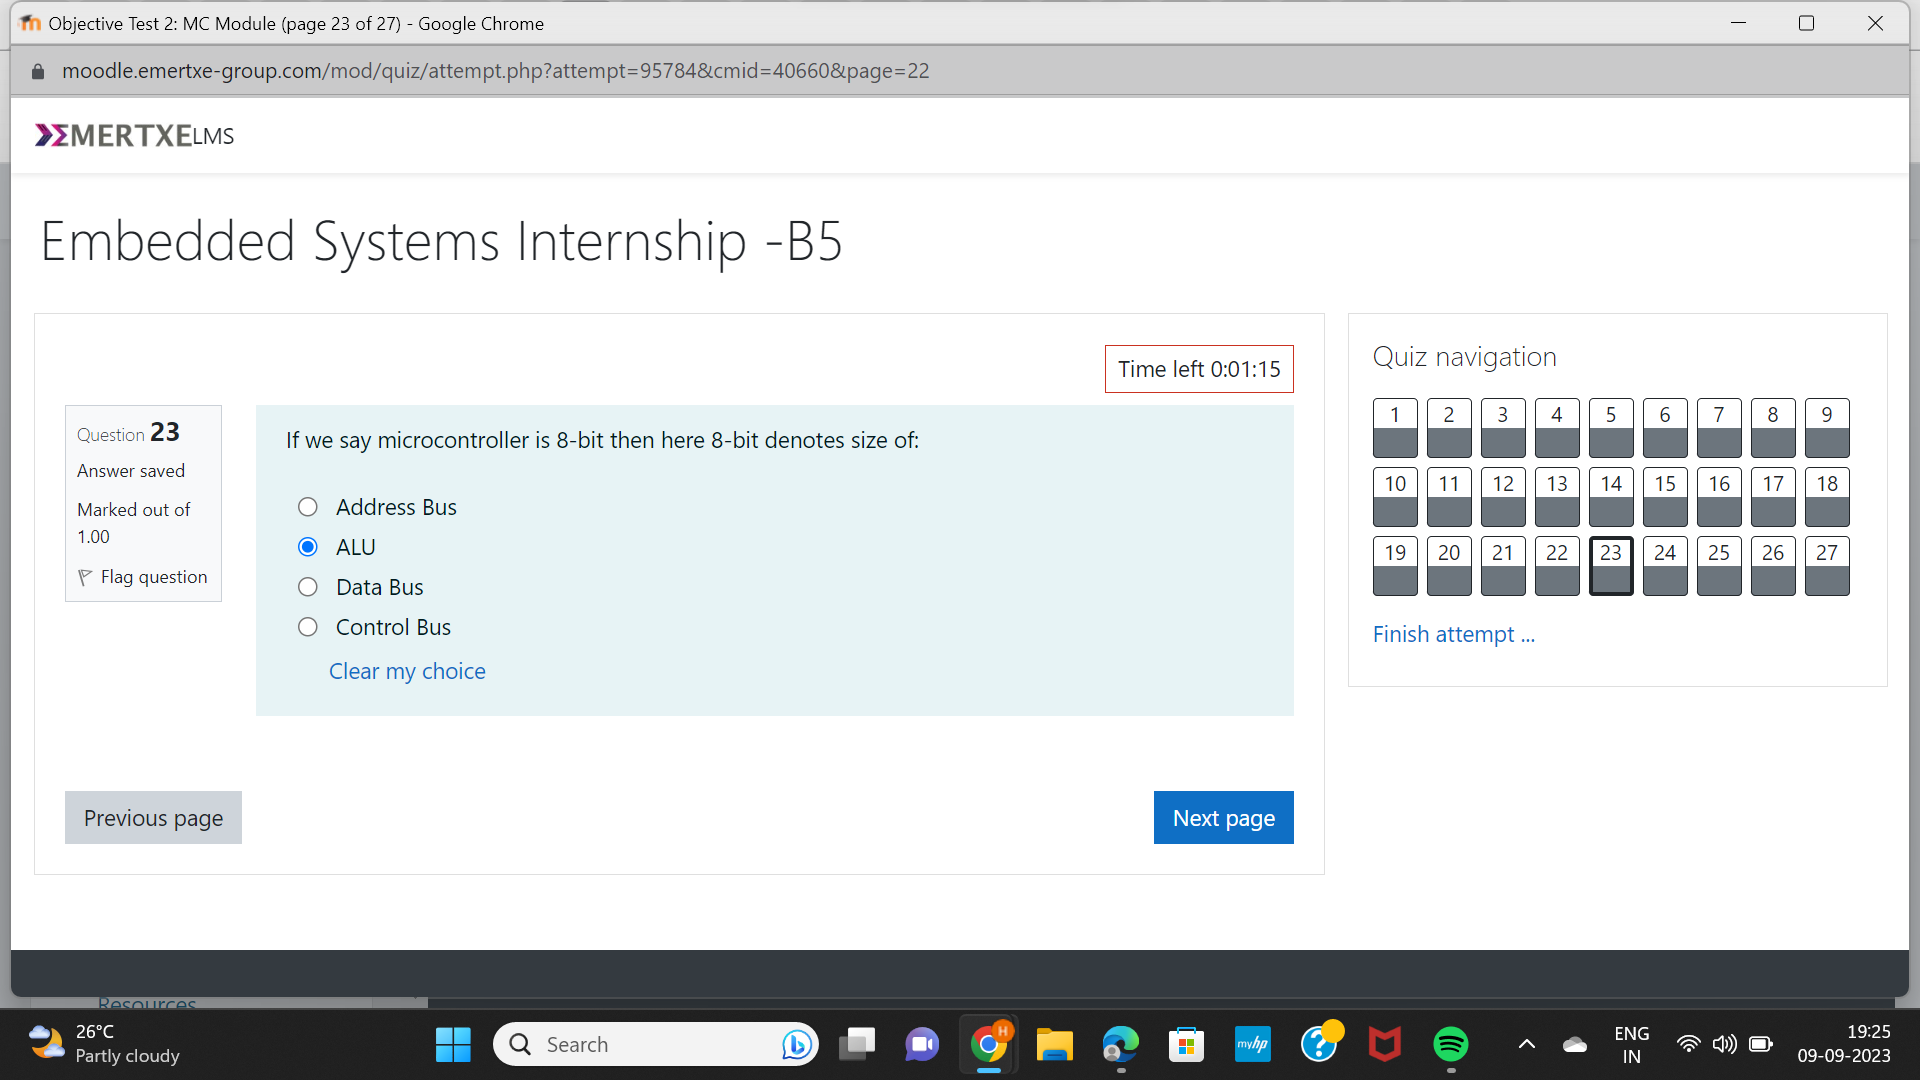 Objective Test 2: MC Module (page 23 of 27) - Google Chrome
moodle.emertxe-group.com/mod/quiz/attempt.php?attempt=95784&cmid=40660&page=22
EMERTXE LMS
Embedded Systems Internship -B5
Time left 0:01:15
Question 23
Answer saved
Marked out of
1.00
Flag question
If we say microcontroller is 8-bit then here 8-bit denotes size of:
Address Bus
ALU
Data Bus
Control Bus
Clear my choice
Previous page
Next page
Quiz navigation
1 2 3 4 5 6 7 8 9
10 11 12 13 14 15 16 17 18
19 20 21 22 23 24 25 26 27
Finish attempt ...
Resources
26°C
Partly cloudy
Search
H
myhp
ENG
IN
19:25
09-09-2023